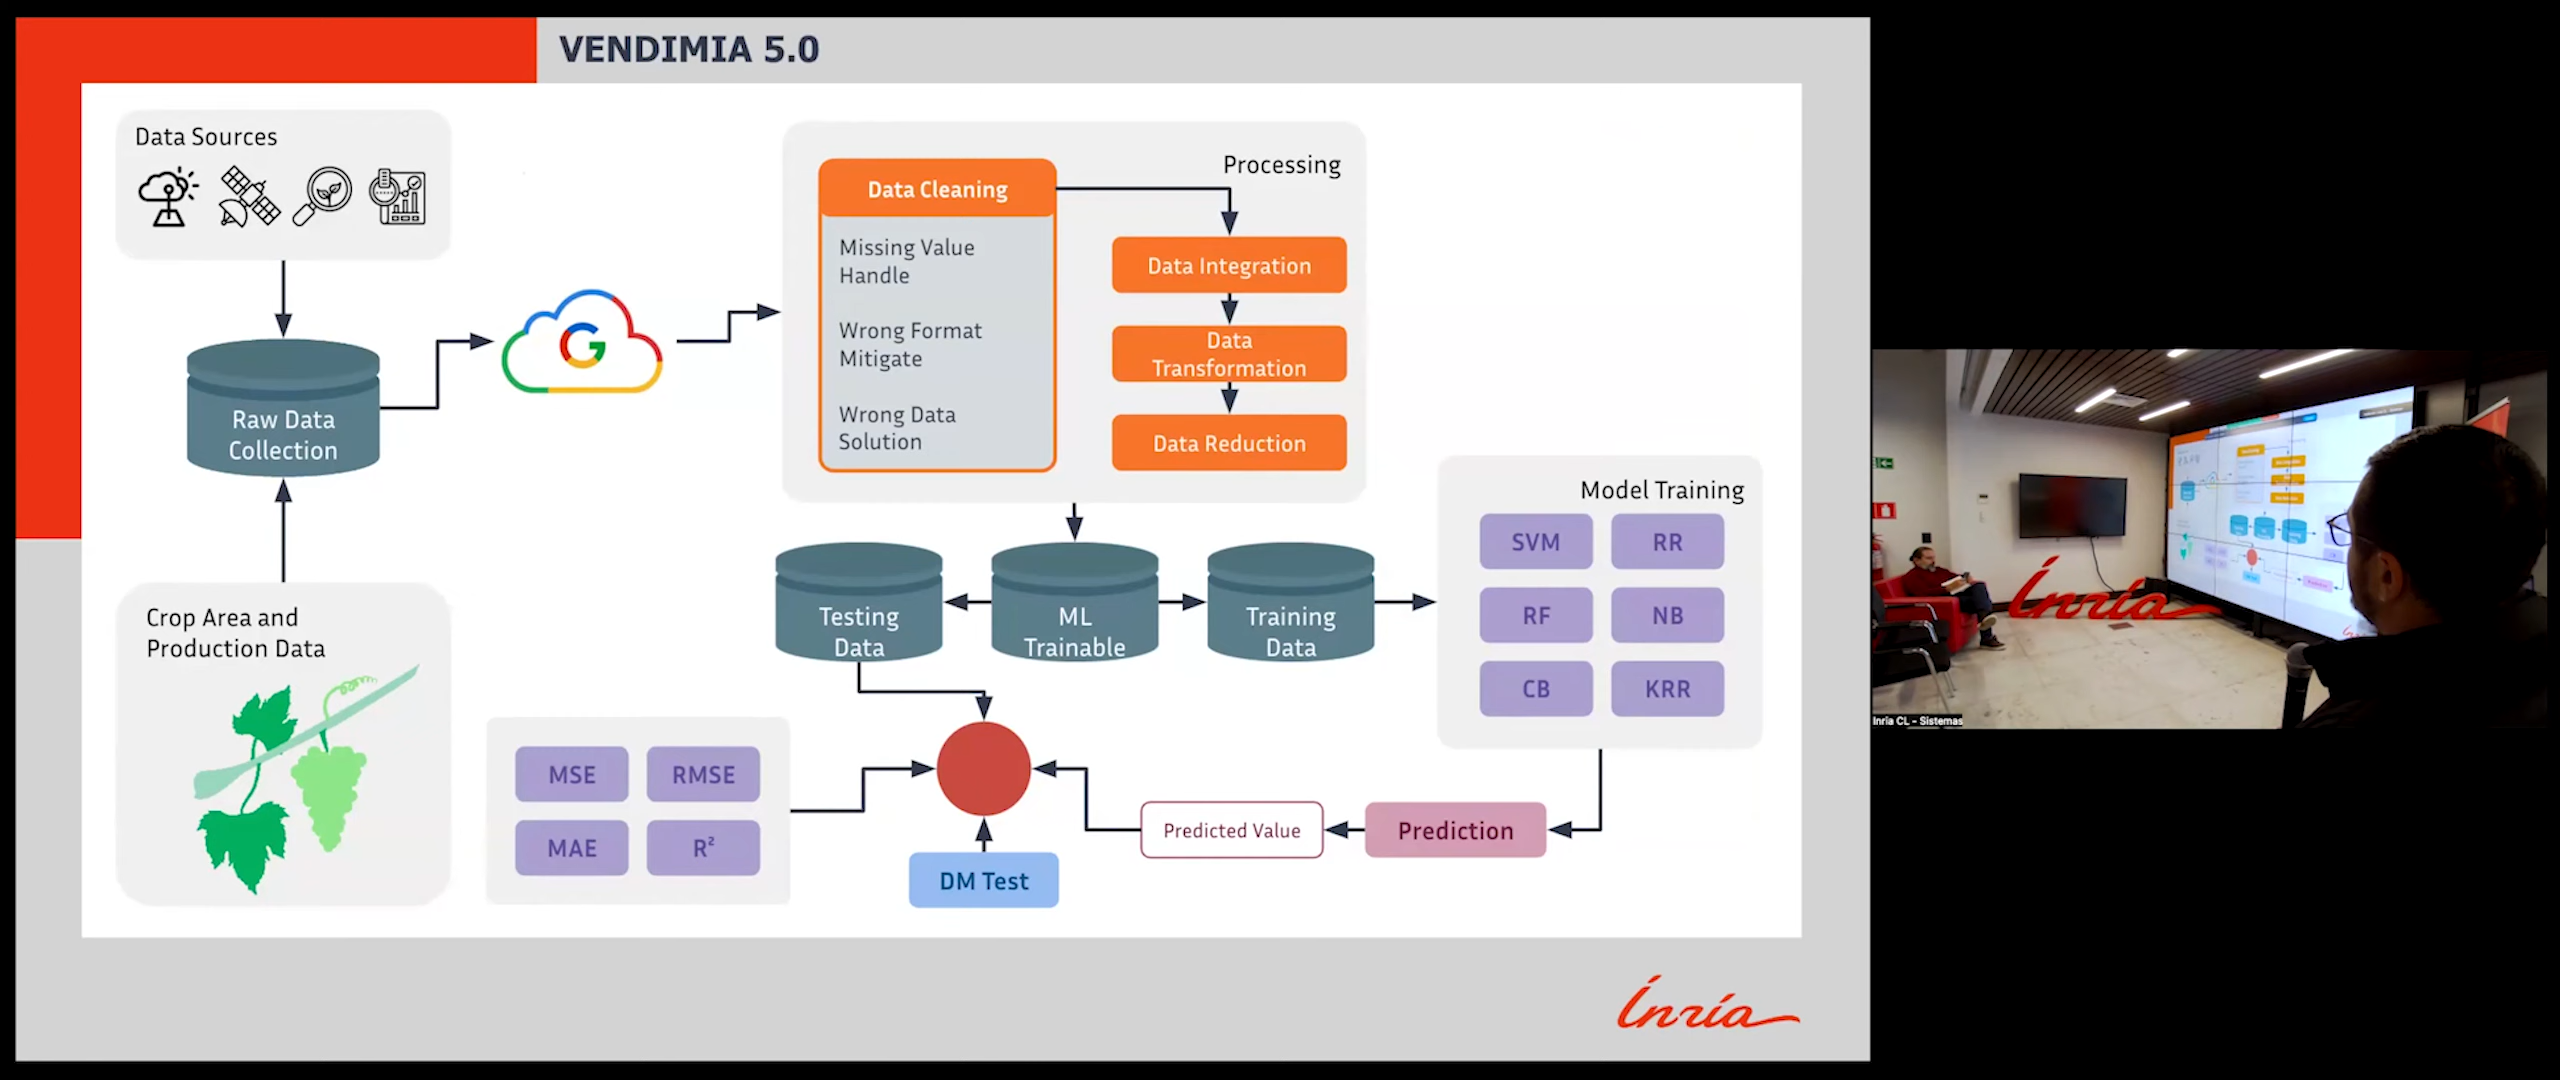 VENDIMIA 5.0
Data Sources
Raw Data
Collection
Crop Area and
Production Data
G
Processing
Data Cleaning
Missing Value
Handle
Wrong Format
Mitigate
Wrong Data
Solution
Data Integration
Data
Transformation
Data Reduction
Testing
Data
ML
Trainable
Training
Data
Model Training
SVM
RR
RF
NB
CB
KRR
MSE
RMSE
MAE
R²
DM Test
Predicted Value
Prediction
Inria
Inria
Inria CL - Sistemas